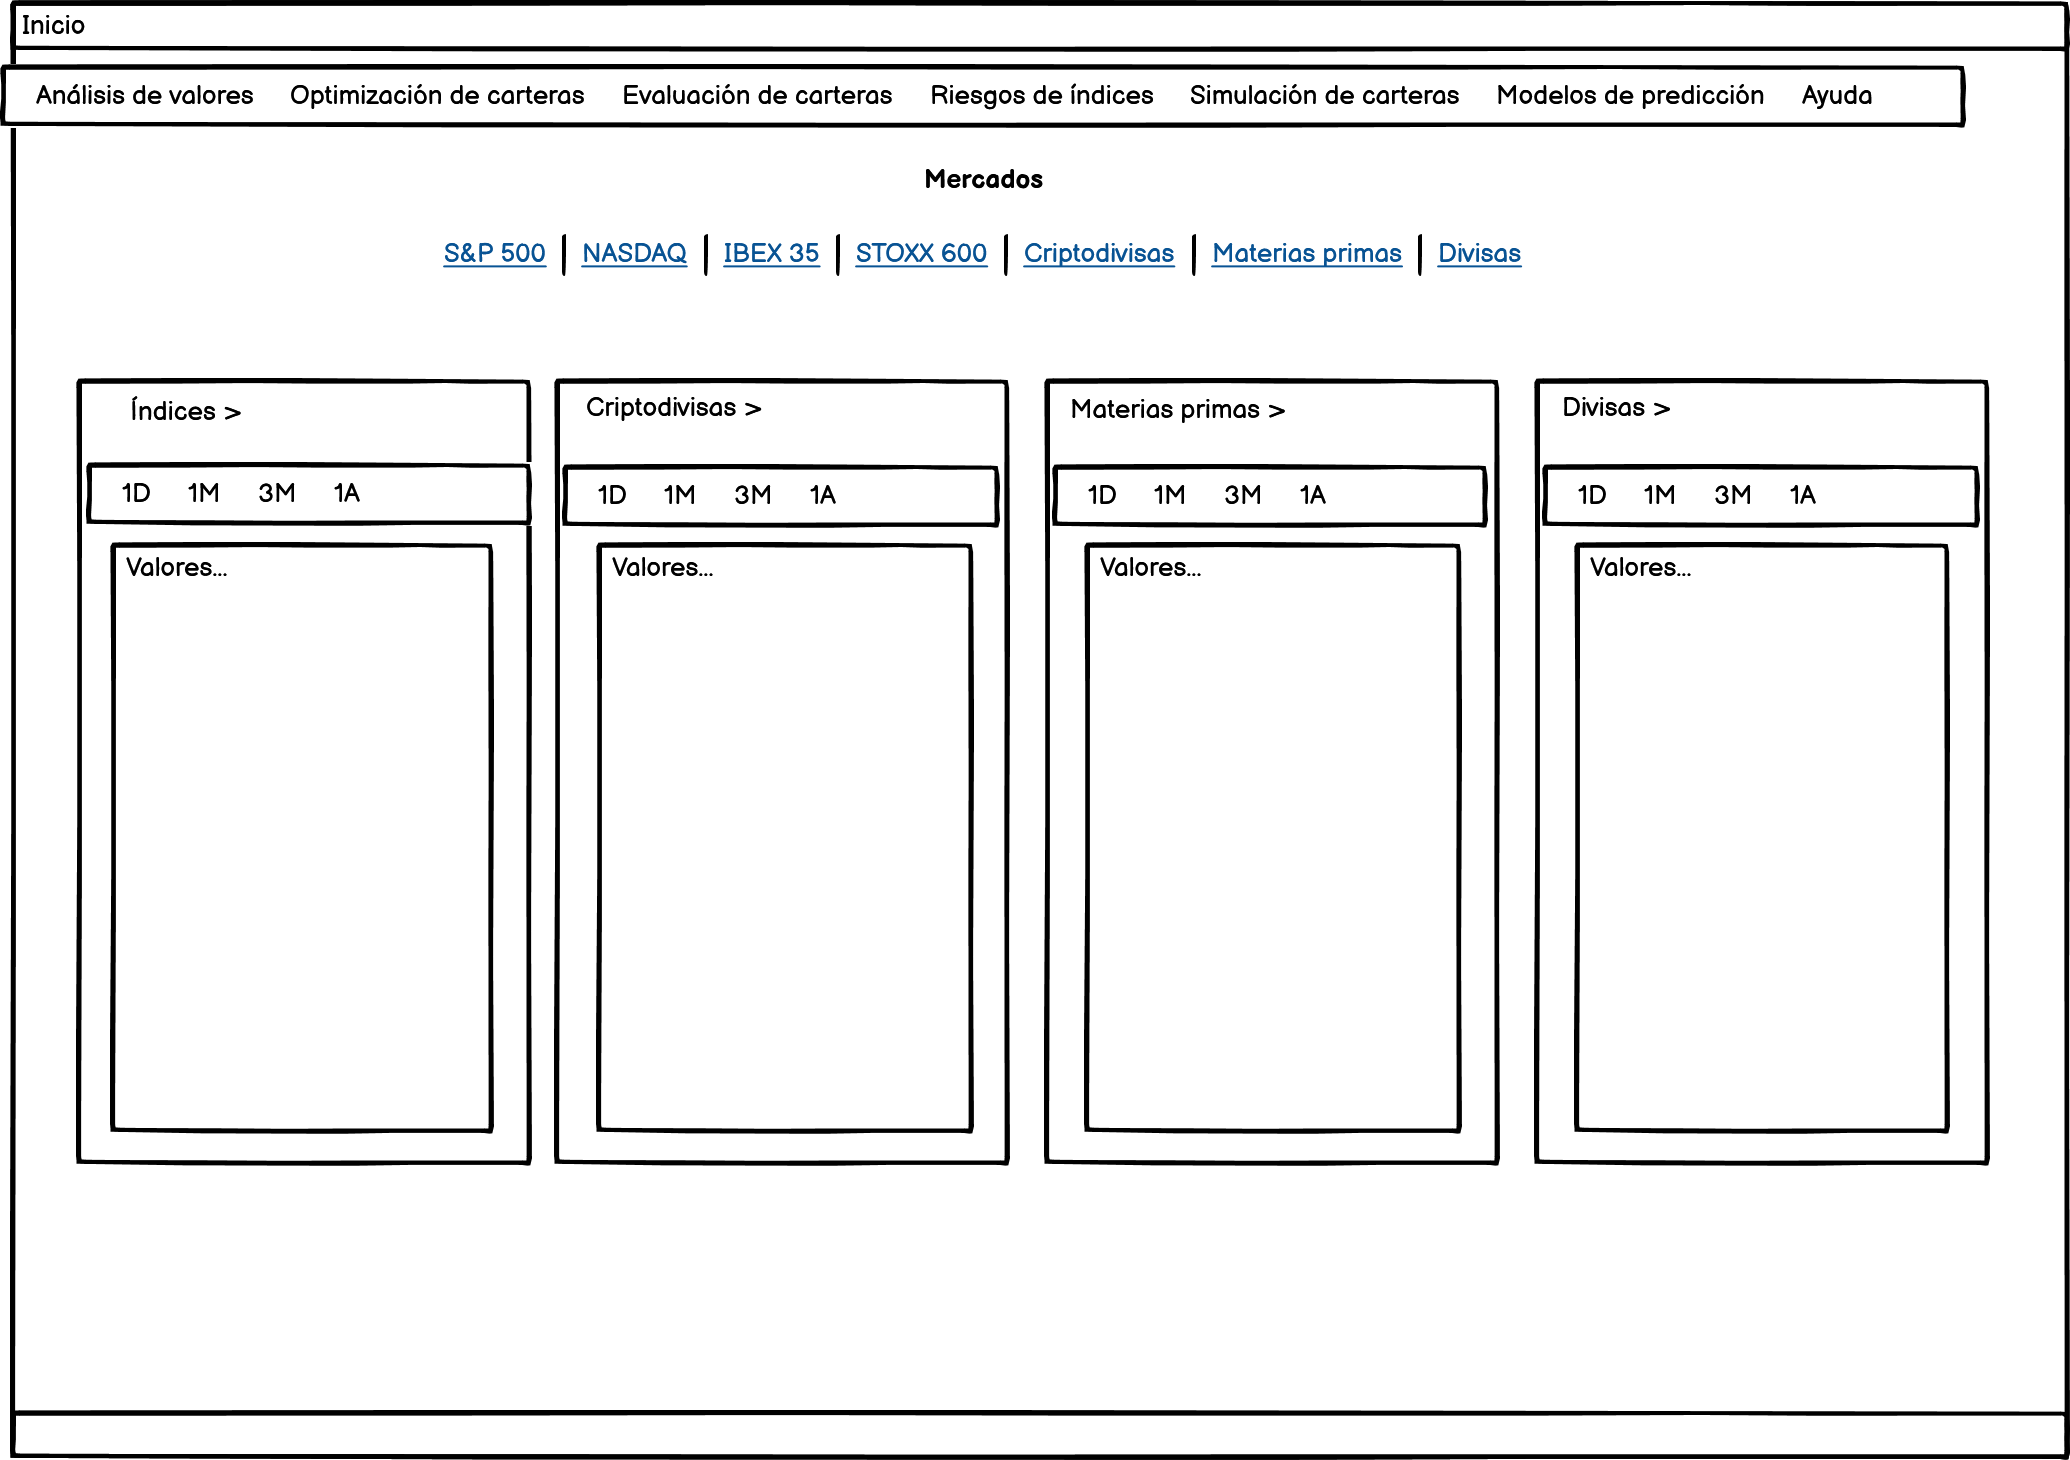 Inicio
Análisis de valores Optimización de carteras Evaluación de carteras Riesgos de índices Simulación de carteras Modelos de predicción Ayuda
Mercados
S&P 500 | NASDAQ | IBEX 35 | STOXX 600 | Criptodivisas | Materias primas | Divisas
Índices >
1D 1M 3M 1A
Valores...
Criptodivisas >
1D 1M 3M 1A
Valores...
Materias primas >
1D 1M 3M 1A
Valores...
Divisas >
1D 1M 3M 1A
Valores...